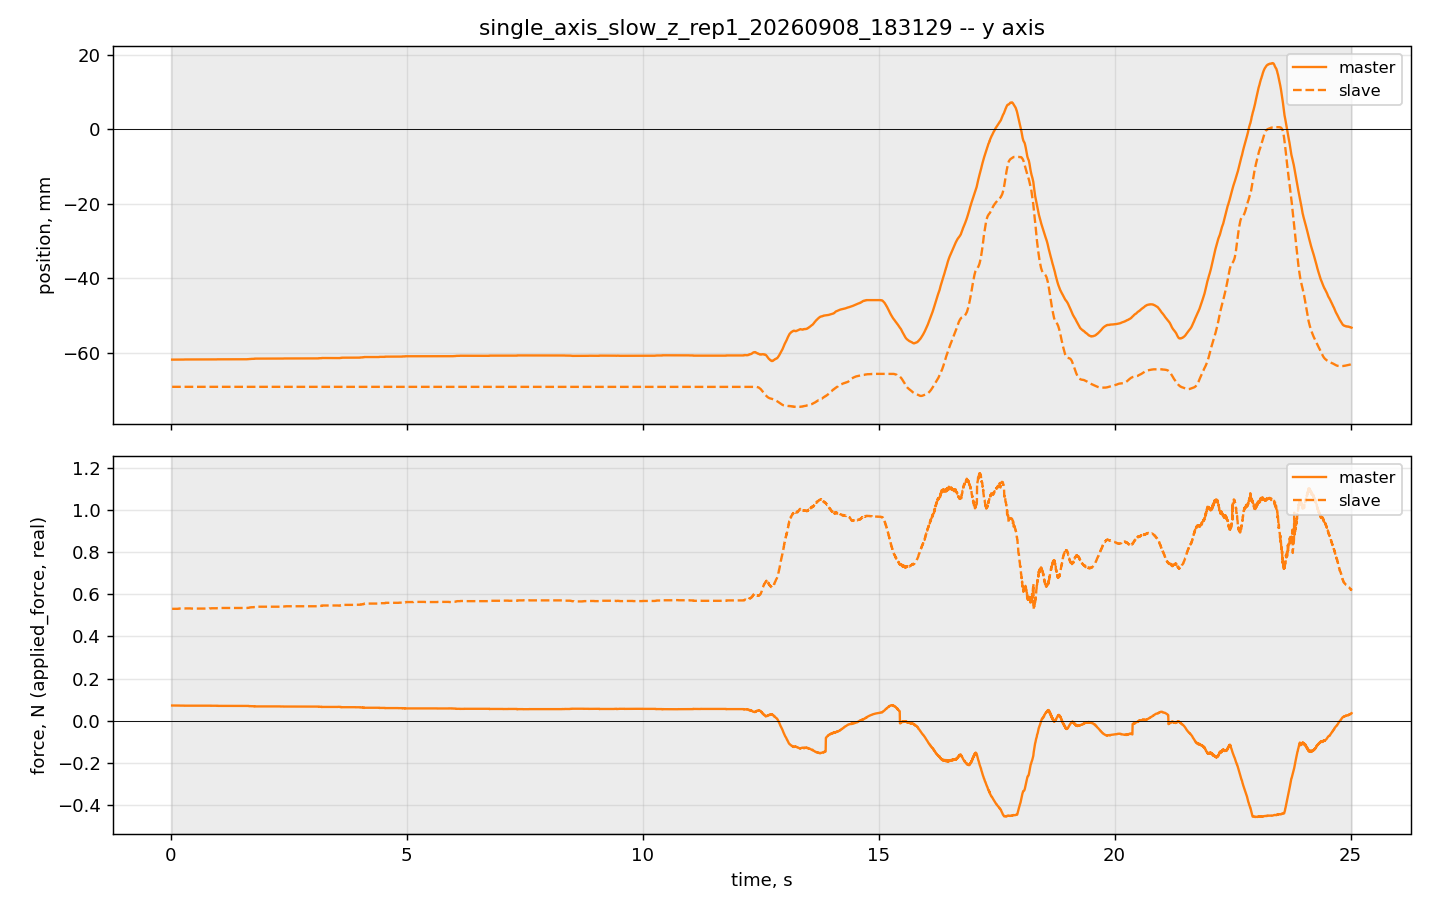 single_axis_slow_z_rep1_20260908_183129 -- y axis
position, mm
20
0
−20
−40
−60
master
slave
force, N (applied_force, real)
1.2
1.0
0.8
0.6
0.4
0.2
0.0
−0.2
−0.4
master
slave
0
5
10
15
20
25
time, s